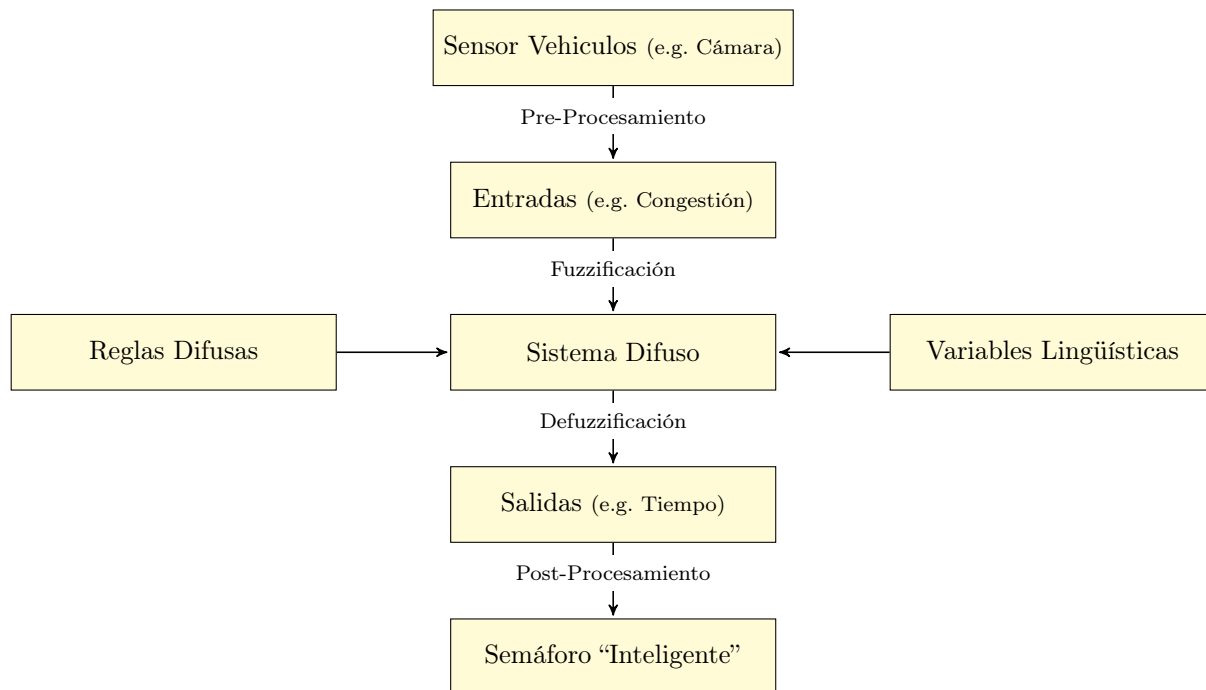 Sensor Vehiculos (e.g. Cámara)
Pre-Procesamiento
Entradas (e.g. Congestión)
Fuzzificación
Reglas Difusas
Sistema Difuso
Variables Lingüísticas
Defuzzificación
Salidas (e.g. Tiempo)
Post-Procesamiento
Semáforo “Inteligente”